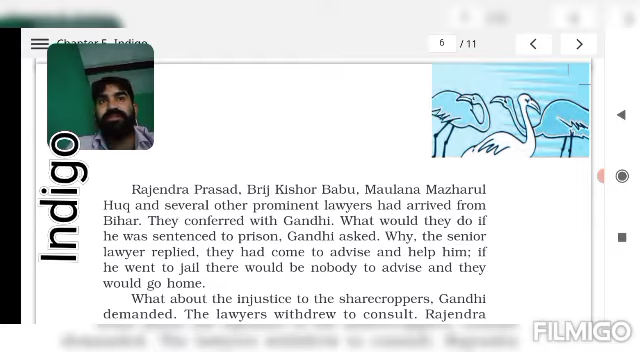 Chapter 5 Indigo
6 / 11
Indigo
Rajendra Prasad, Brij Kishor Babu, Maulana Mazharul
Huq and several other prominent lawyers had arrived from
Bihar. They conferred with Gandhi. What would they do if
he was sentenced to prison, Gandhi asked. Why, the senior
lawyer replied, they had come to advise and help him; if
he went to jail there would be nobody to advise and they
would go home.
What about the injustice to the sharecroppers, Gandhi
demanded. The lawyers withdrew to consult. Rajendra
FILMIGO